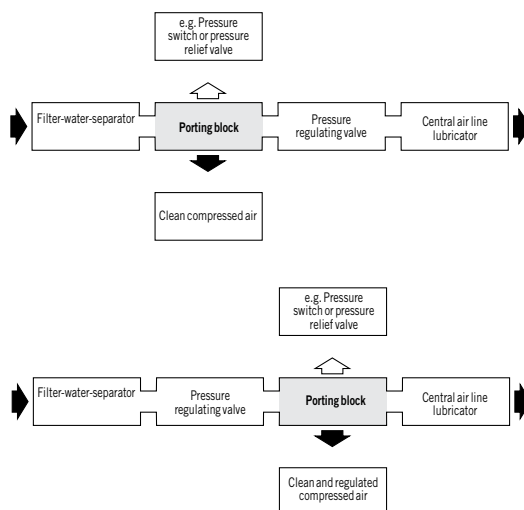 e.g. Pressure
switch or pressure
relief valve
Filter-water-separator
Porting block
Pressure
regulating valve
Central air line
lubricator
Clean compressed air
e.g. Pressure
switch or pressure
relief valve
Filter-water-separator
Pressure
regulating valve
Porting block
Central air line
lubricator
Clean and regulated
compressed air